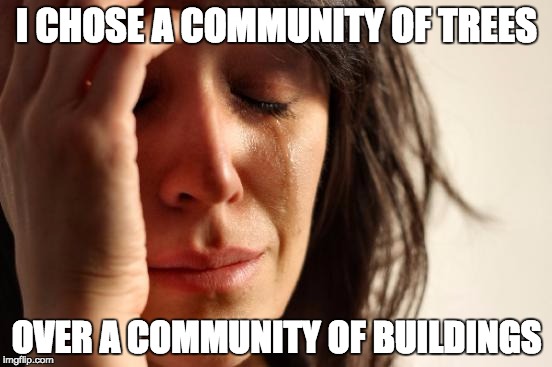 I CHOSE A COMMUNITY OF TREES
OVER A COMMUNITY OF BUILDINGS
imgflip.com